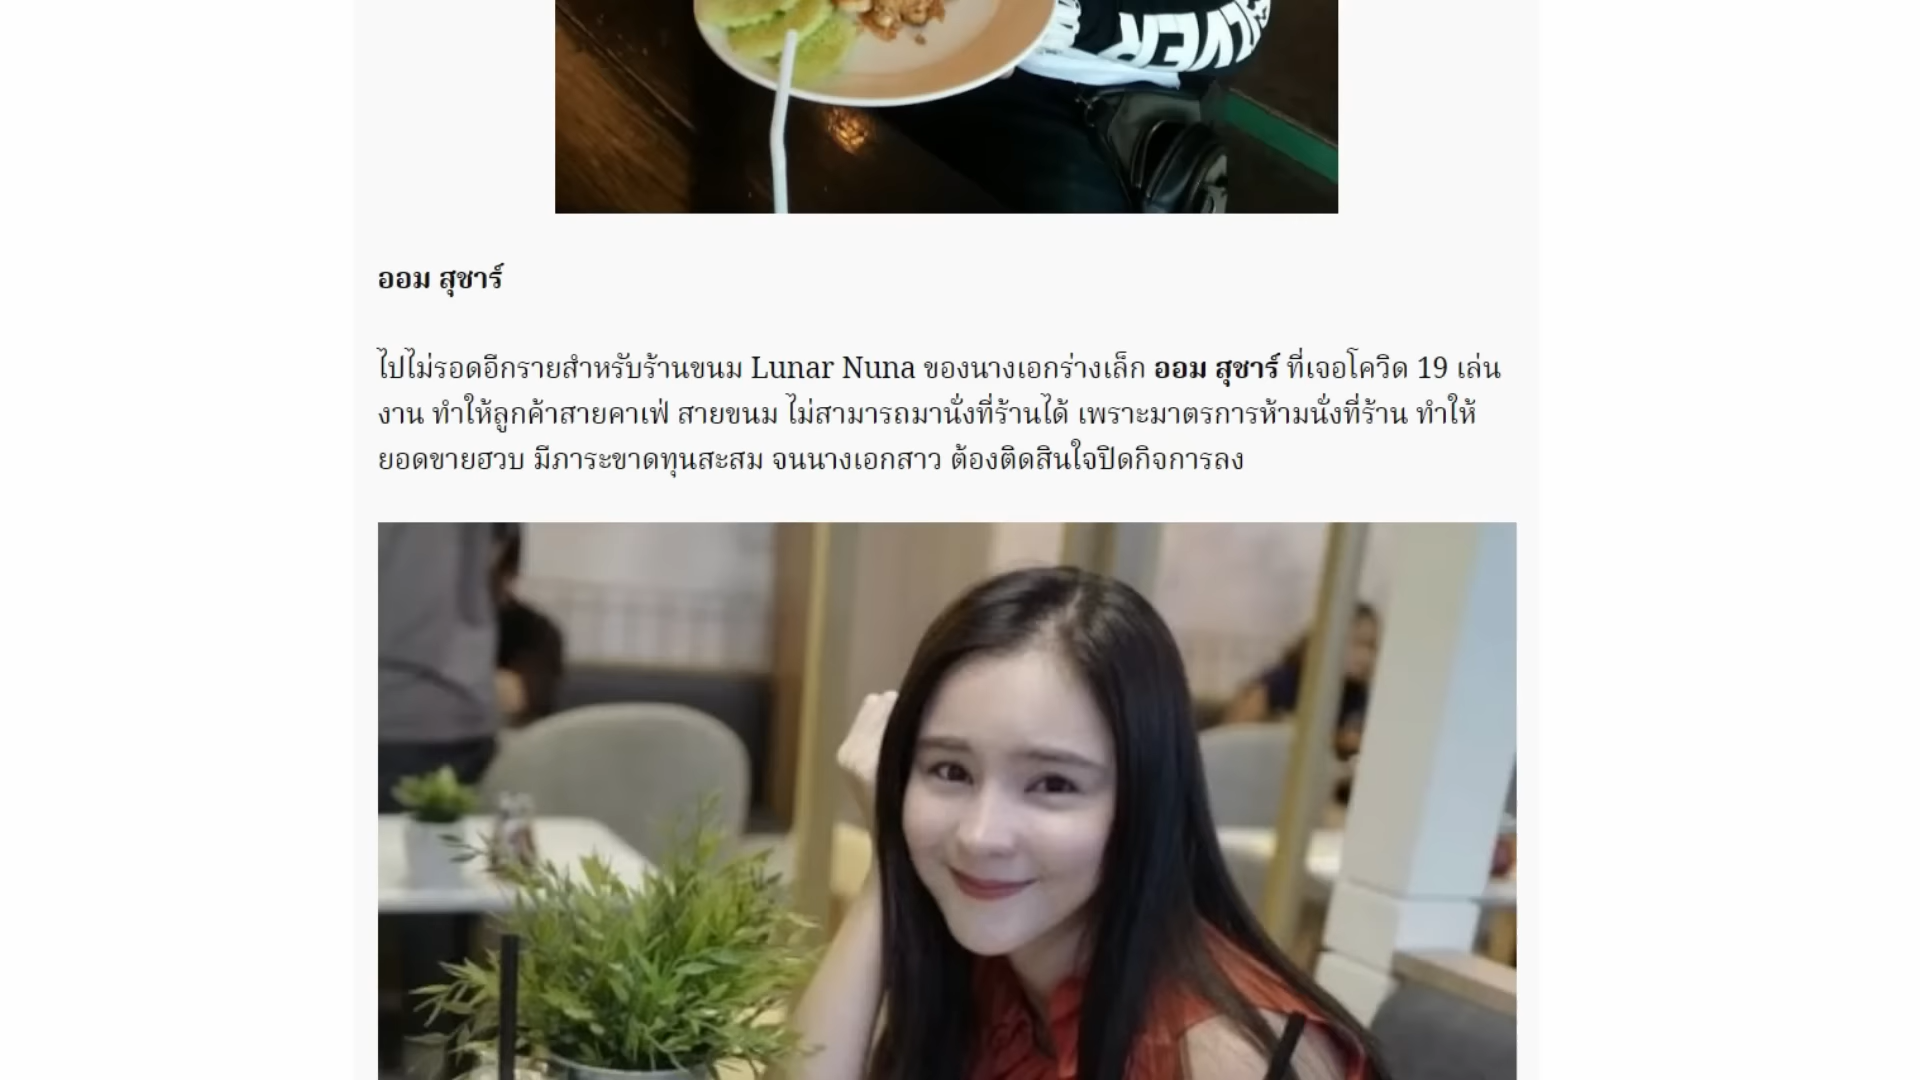 ออม สุชาร์
ไปไม่รอดอีกรายสำหรับร้านขนม Lunar Nuna ของนางเอกร่างเล็ก ออม สุชาร์ ที่เจอโควิด 19 เล่น
งาน ทำให้ลูกค้าสายคาเฟ่ สายขนม ไม่สามารถมานั่งที่ร้านได้ เพราะมาตรการห้ามนั่งที่ร้าน ทำให้
ยอดขายฮวบ มีภาระขาดทุนสะสม จนนางเอกสาว ต้องติดสินใจปิดกิจการลง